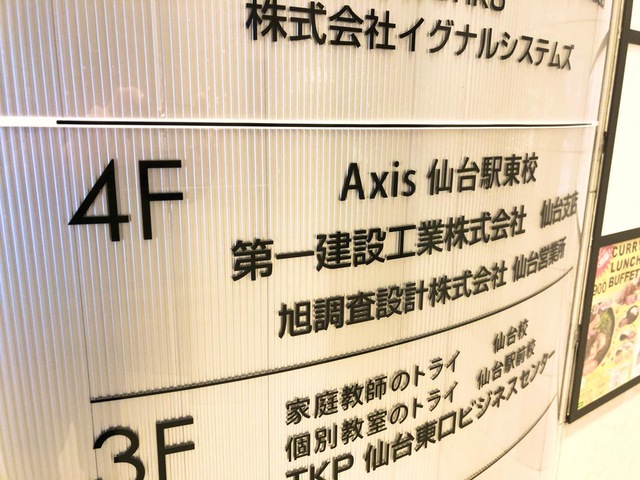 株式会社イグナルシステムズ
4F
Axis 仙台駅東校
第一建設工業株式会社 仙台支店
旭調査設計株式会社 仙台営業所
3F
家庭教師のトライ 仙台校
個別教室のトライ 仙台駅前校
TKP 仙台東口ビジネスセンター
CURRY
LUNCH
BUFFET